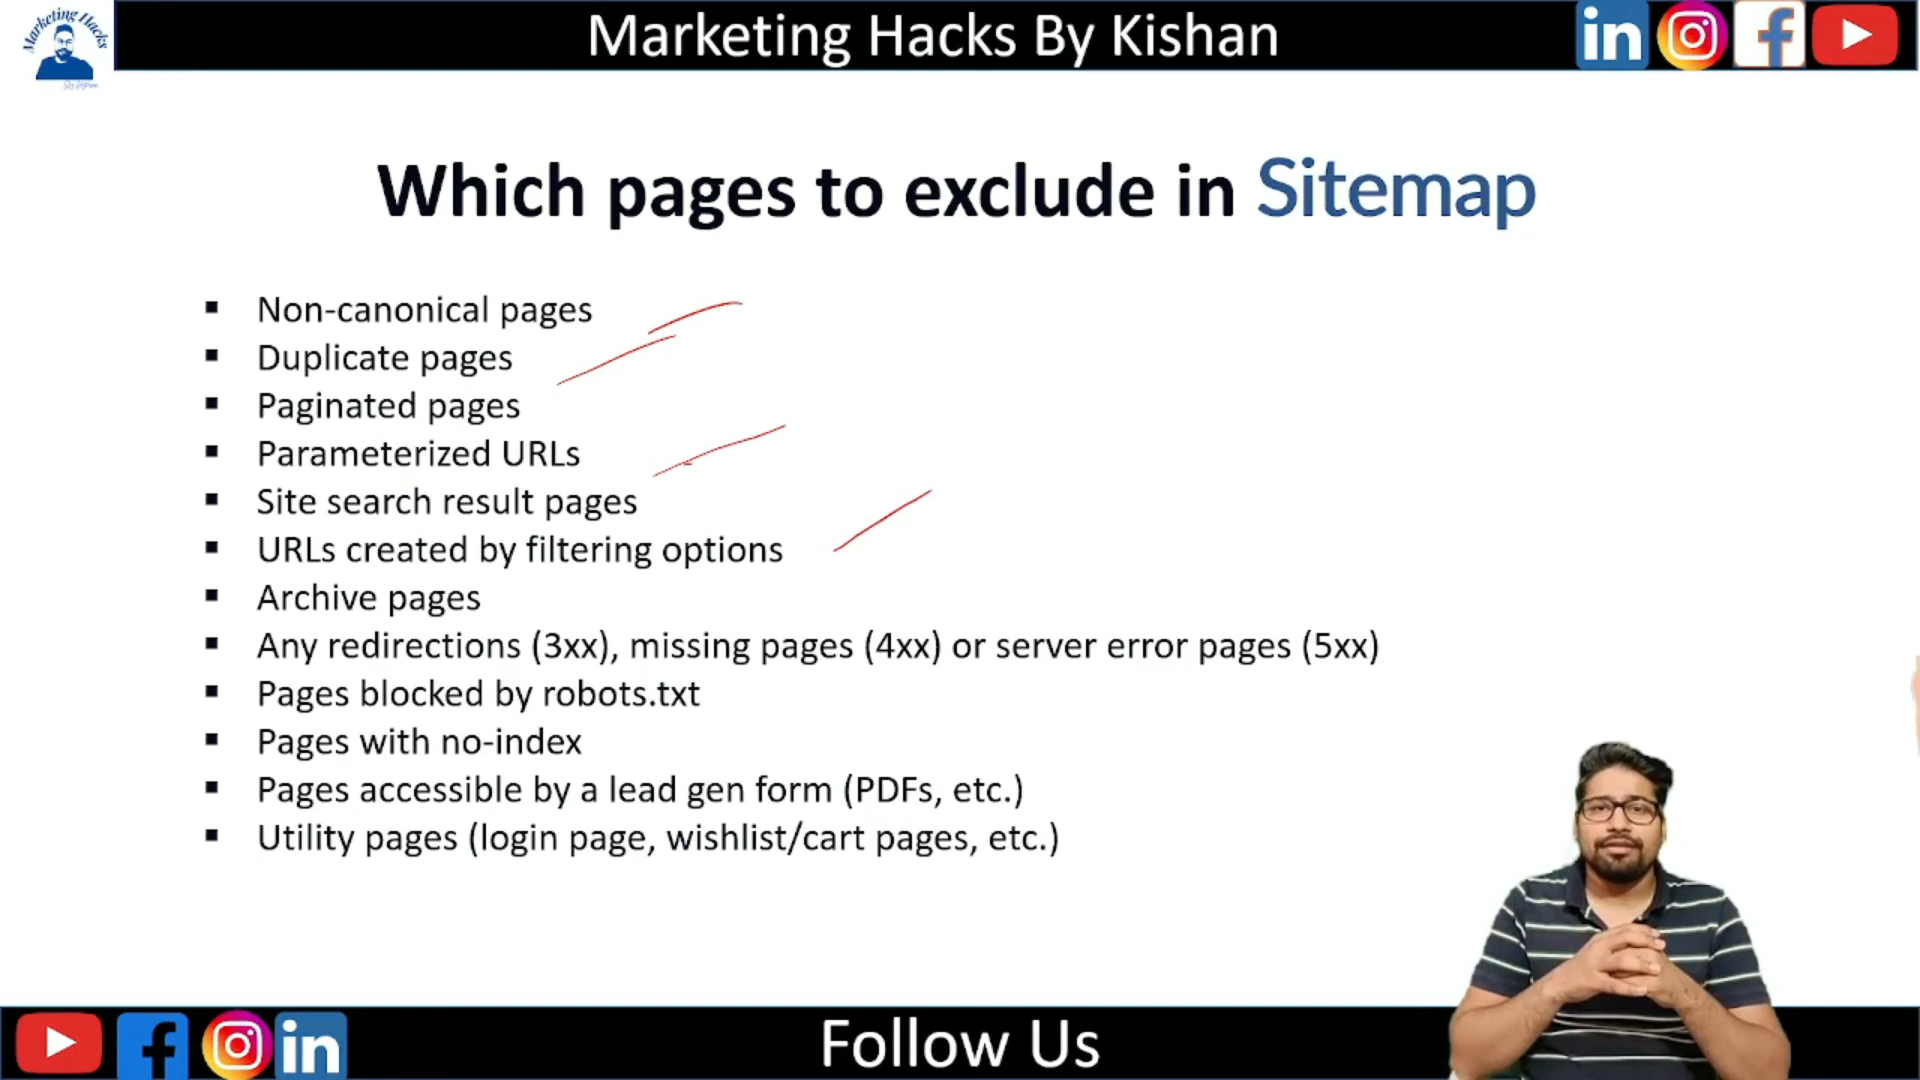 Marketing Hacks
Marketing Hacks By Kishan
Which pages to exclude in Sitemap
Non-canonical pages
Duplicate pages
Paginated pages
Parameterized URLs
Site search result pages
URLs created by filtering options
Archive pages
Any redirections (3xx), missing pages (4xx) or server error pages (5xx)
Pages blocked by robots.txt
Pages with no-index
Pages accessible by a lead gen form (PDFs, etc.)
Utility pages (login page, wishlist/cart pages, etc.)
Follow Us